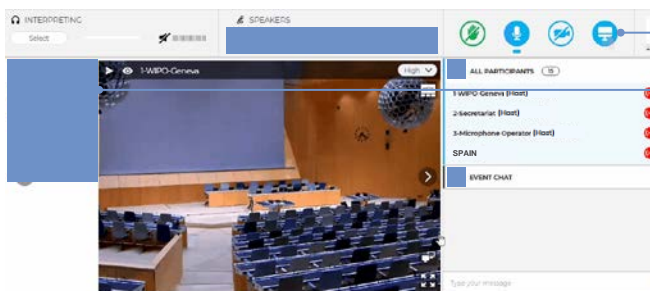 INTERPRETING
Select
SPEAKERS
1-WIPO-Geneva
High
ALL PARTICIPANTS (15)
1-WIPO Geneva (Host)
2-Secretariat (Host)
3-Microphone Operator (Host)
SPAIN
EVENT CHAT
Type your message